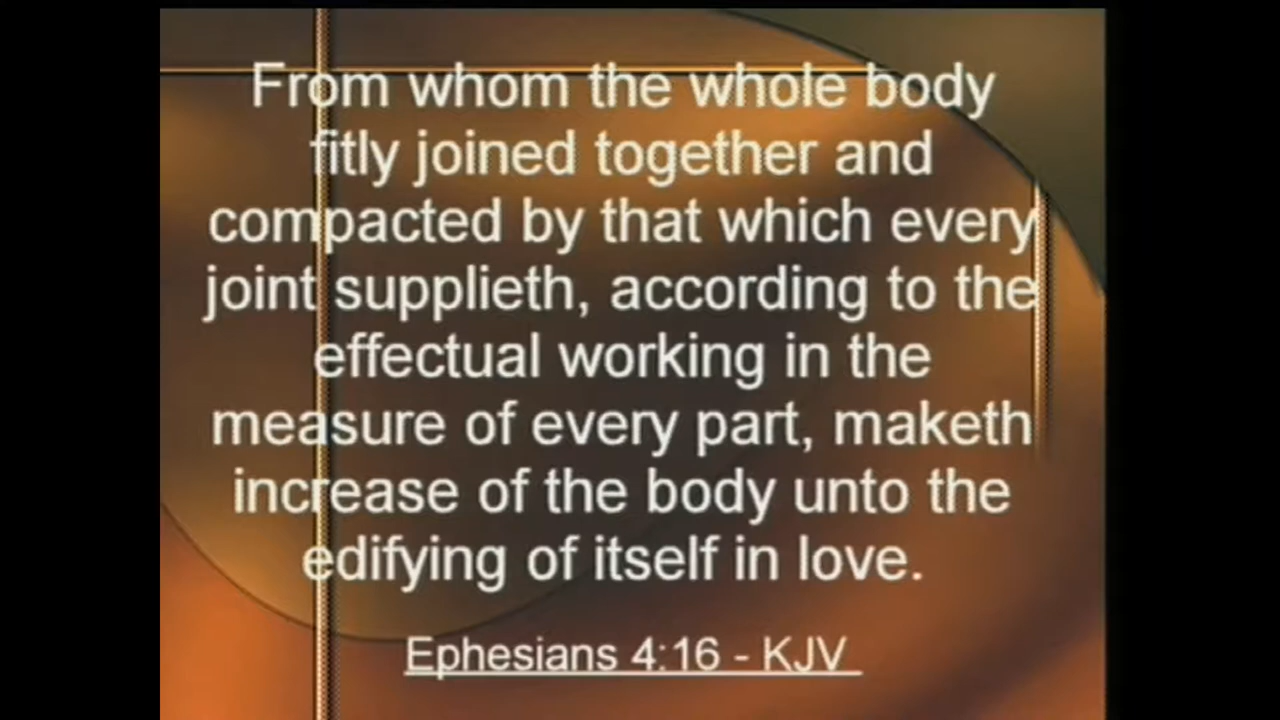 From whom the whole body
fitly joined together and
compacted by that which every
joint supplieth, according to the
effectual working in the
measure of every part, maketh
increase of the body unto the
edifying of itself in love.
Ephesians 4:16 - KJV